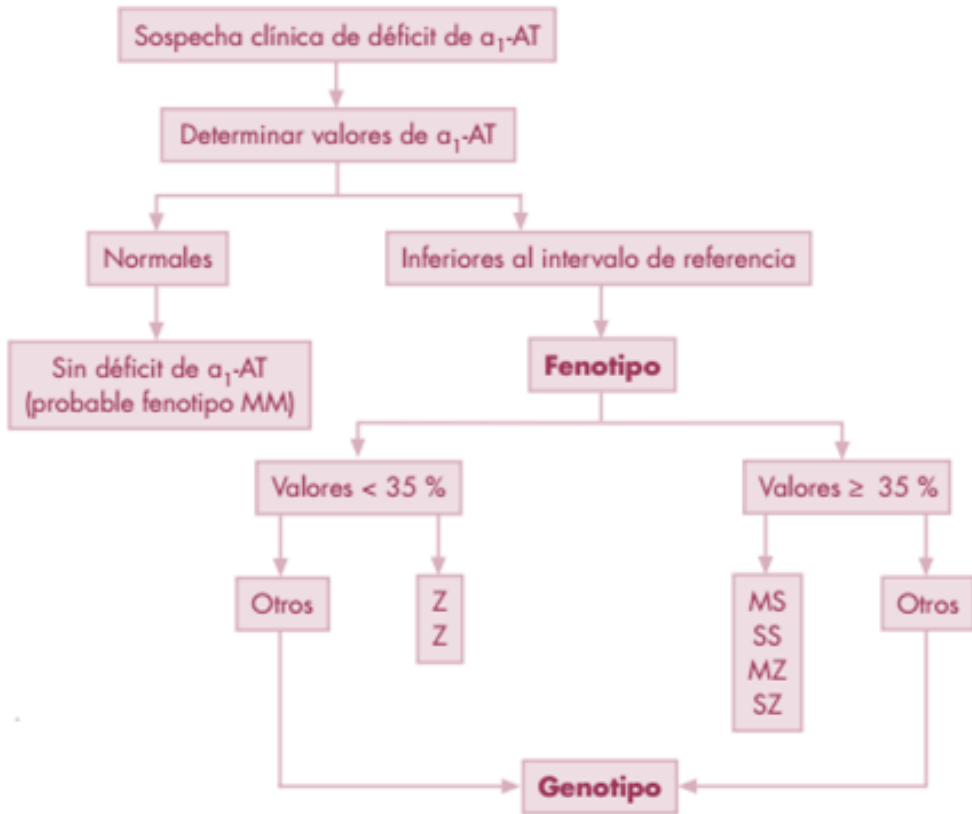 Sospecha clínica de déficit de a₁-AT
Determinar valores de a₁-AT
Normales
Inferiores al intervalo de referencia
Sin déficit de a₁-AT
(probable fenotipo MM)
Fenotipo
Valores < 35 %
Valores ≥ 35 %
Otros
Z
Z
MS
SS
MZ
SZ
Otros
Genotipo